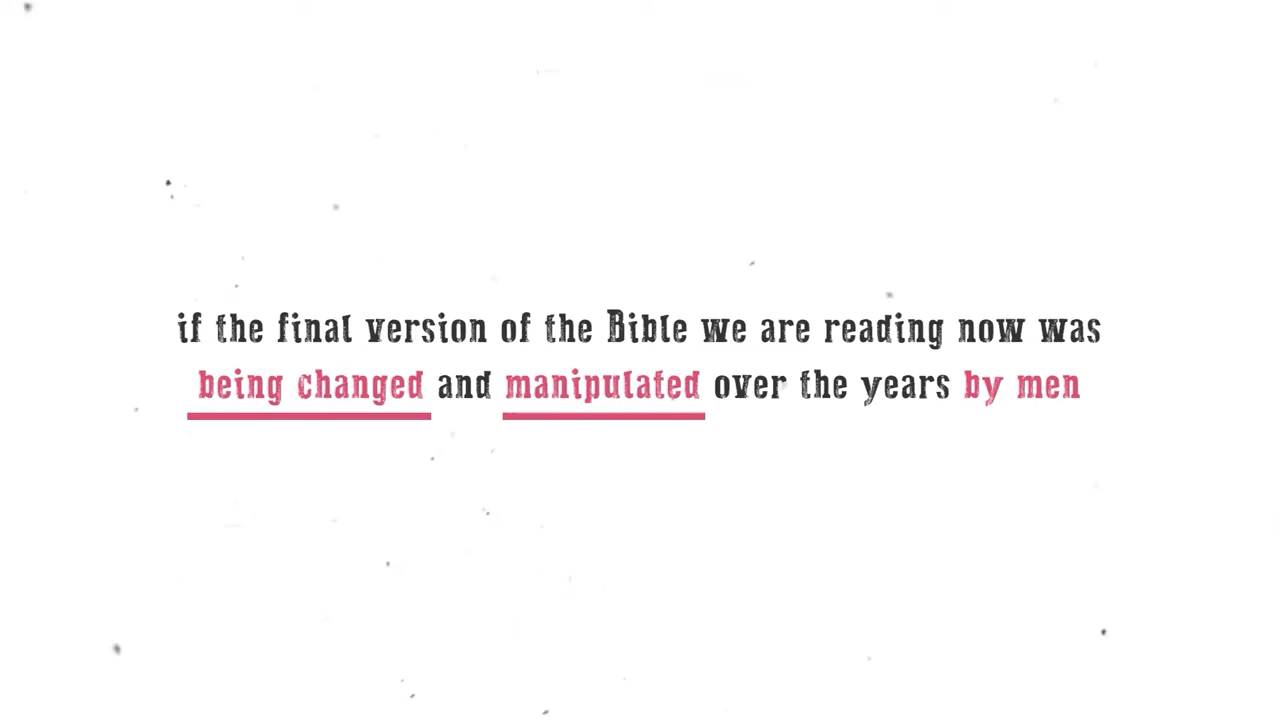 if the final version of the Bible we are reading now was
being changed and manipulated over the years by men